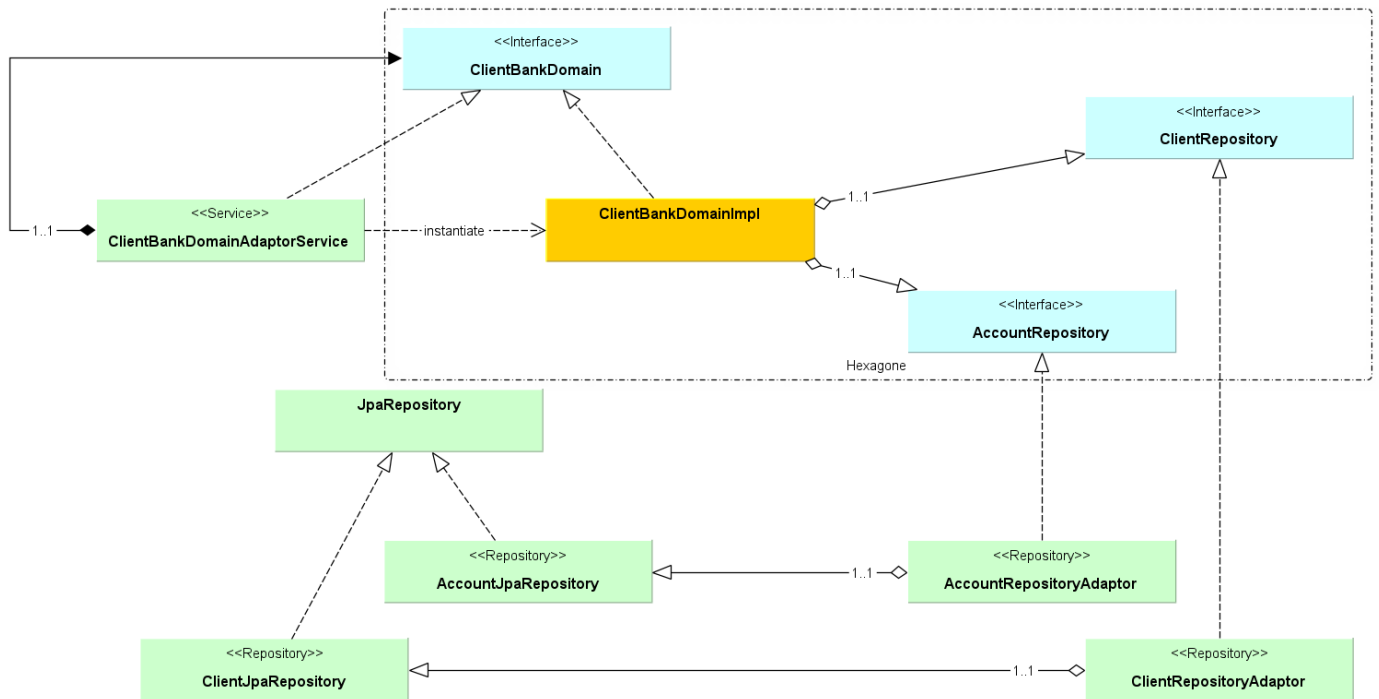 <<Interface>>
ClientBankDomain
<<Interface>>
ClientRepository
1..1
<<Service>>
ClientBankDomainAdaptorService
1..1
instantiate
ClientBankDomainImpl
1..1
<<Interface>>
AccountRepository
Hexagone
JpaRepository
<<Repository>>
AccountJpaRepository
1..1
<<Repository>>
AccountRepositoryAdaptor
<<Repository>>
ClientJpaRepository
1..1
<<Repository>>
ClientRepositoryAdaptor